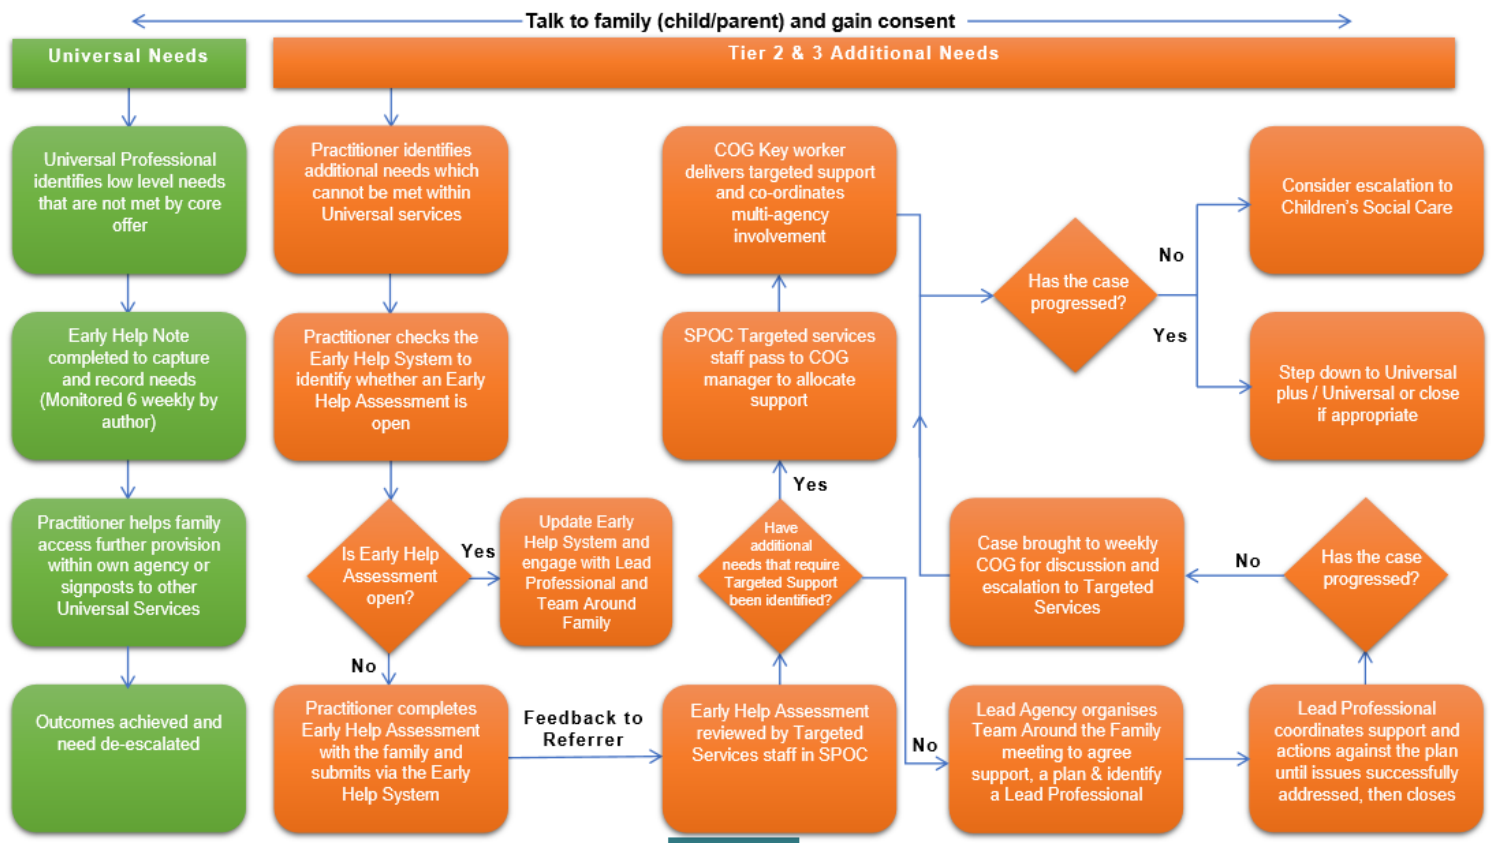 Talk to family (child/parent) and gain consent
Universal Needs
Tier 2 & 3 Additional Needs
Universal Professional
identifies low level needs
that are not met by core
offer
Early Help Note
completed to capture
and record needs
(Monitored 6 weekly by
author)
Practitioner helps family
access further provision
within own agency or
signposts to other
Universal Services
Outcomes achieved and
need de-escalated
Practitioner identifies
additional needs which
cannot be met within
Universal services
Practitioner checks the
Early Help System to
identify whether an Early
Help Assessment is
open
Is Early Help
Assessment
open?
Yes
Update Early
Help System and
engage with Lead
Professional and
Team Around
Family
No
Practitioner completes
Early Help Assessment
with the family and
submits via the Early
Help System
Feedback to
Referrer
Early Help Assessment
reviewed by Targeted
Services staff in SPOC
Have
additional
needs that require
Targeted Support
been identified?
Yes
SPOC Targeted services
staff pass to COG
manager to allocate
support
COG Key worker
delivers targeted support
and co-ordinates
multi-agency
involvement
No
Lead Agency organises
Team Around the Family
meeting to agree
support, a plan & identify
a Lead Professional
Lead Professional
coordinates support and
actions against the plan
until issues successfully
addressed, then closes
Has the case
progressed?
No
Case brought to weekly
COG for discussion and
escalation to Targeted
Services
Has the case
progressed?
No
Consider escalation to
Children's Social Care
Yes
Step down to Universal
plus / Universal or close
if appropriate